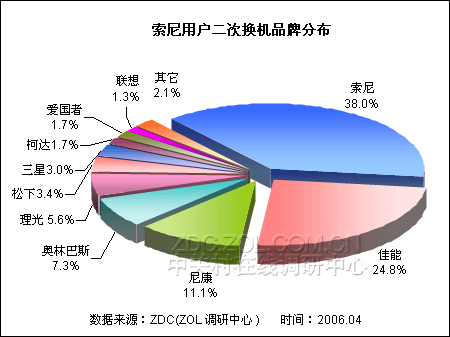 索尼用户二次换机品牌分布
索尼
38.0%
佳能
24.8%
尼康
11.1%
奥林巴斯
7.3%
理光 5.6%
松下3.4%
三星3.0%
柯达1.7%
爱国者
1.7%
联想
1.3%
其它
2.1%
ZDC.ZOL.COM.CN
中关村在线调研中心
数据来源：ZDC(ZOL 调研中心 )  时间：2006.04